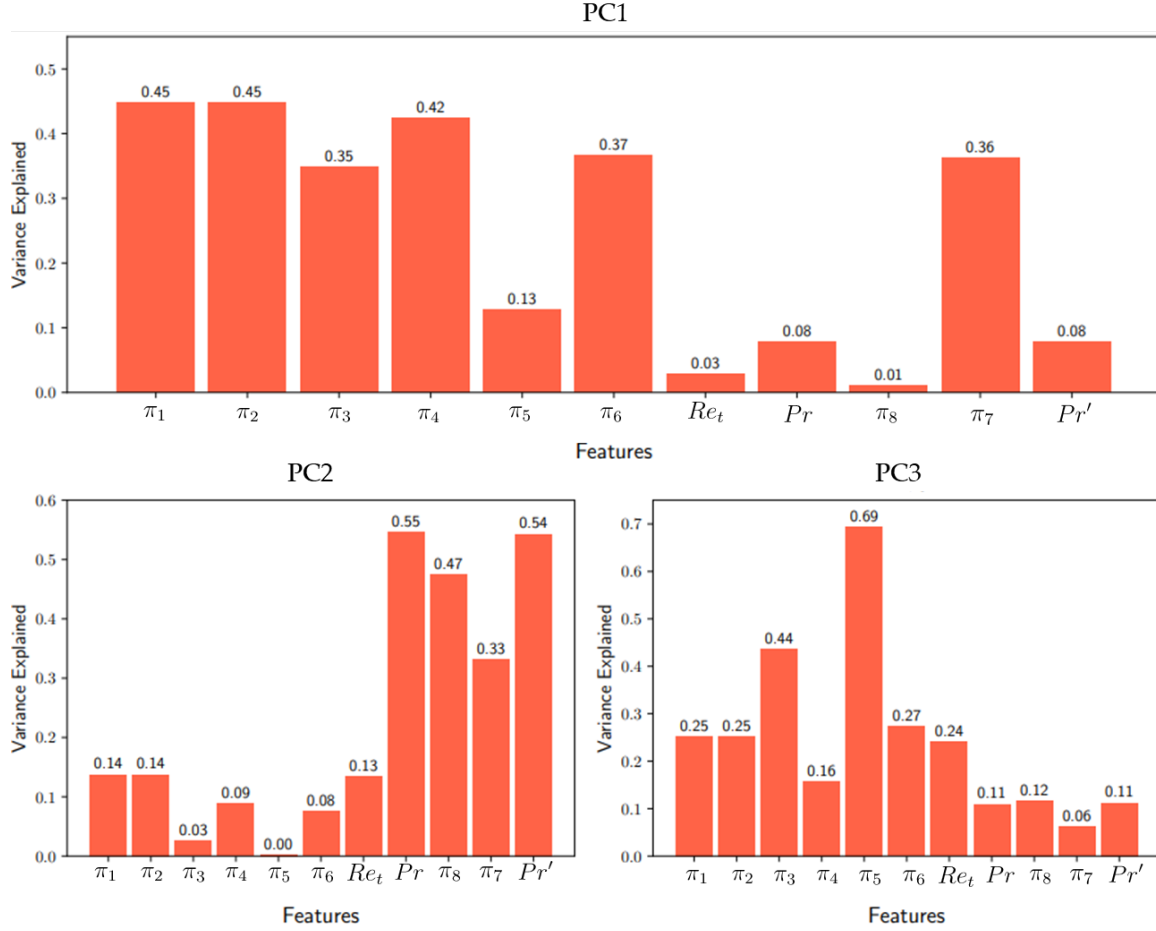 PC1
Variance Explained
0.5
0.4
0.3
0.2
0.1
0.0
0.45 0.45 0.35 0.42 0.13 0.37 0.03 0.08 0.01 0.36 0.08
π₁ π₂ π₃ π₄ π₅ π₆ Reₜ Pr π₈ π₇ Pr′
Features
PC2
Variance Explained
0.6
0.5
0.4
0.3
0.2
0.1
0.0
0.14 0.14 0.03 0.09 0.00 0.08 0.13 0.55 0.47 0.33 0.54
π₁ π₂ π₃ π₄ π₅ π₆ Reₜ Pr π₈ π₇ Pr′
Features
PC3
Variance Explained
0.7
0.6
0.5
0.4
0.3
0.2
0.1
0.0
0.25 0.25 0.44 0.16 0.69 0.27 0.24 0.11 0.12 0.06 0.11
π₁ π₂ π₃ π₄ π₅ π₆ Reₜ Pr π₈ π₇ Pr′
Features